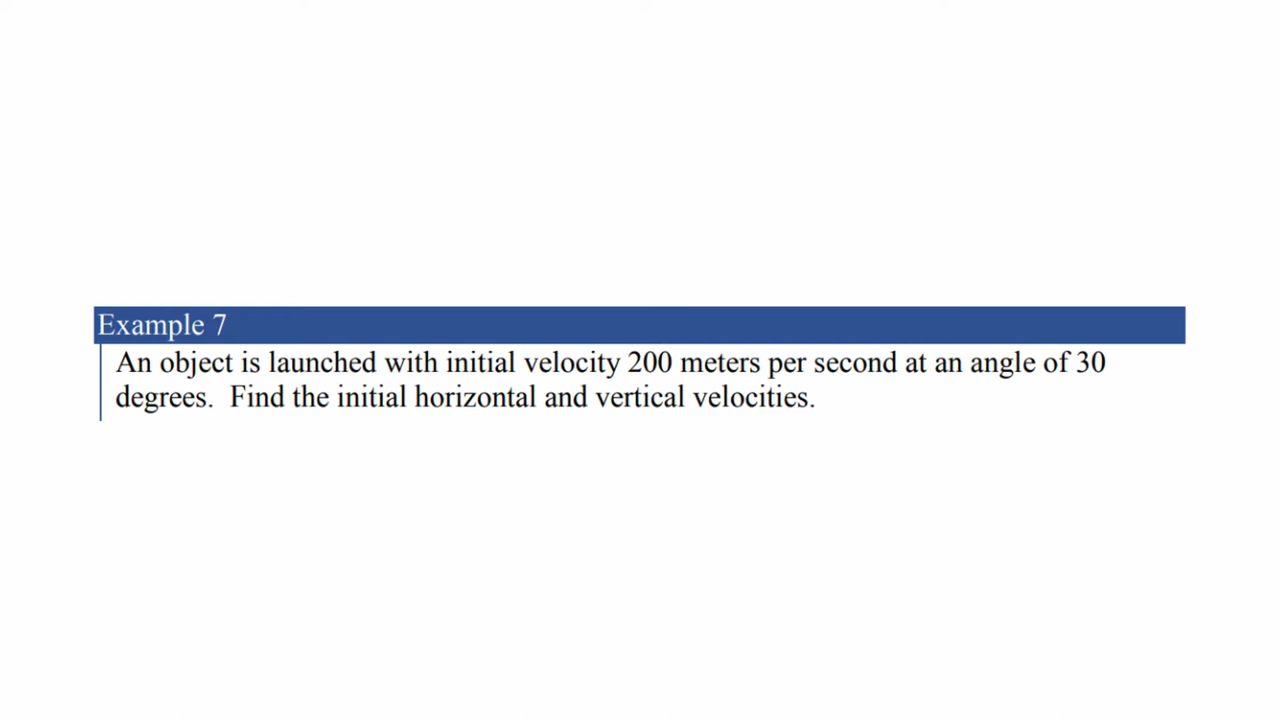 Example 7
An object is launched with initial velocity 200 meters per second at an angle of 30
degrees.  Find the initial horizontal and vertical velocities.